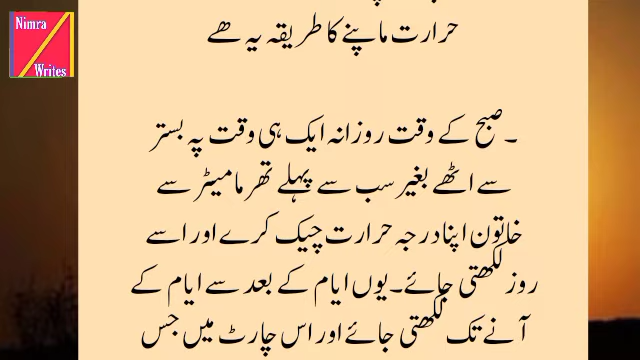 Nimra
Writes
حرارت ماپنے کا طریقہ یہ ھے
۔ صبح کے وقت روزانہ ایک ہی وقت پہ بستر
سے اٹھے بغیر سب سے پہلے تھرمامیٹر سے
خاتون اپنا درجہ حرارت چیک کرے اور اسے
روز لکھتی جائے۔ یوں ایام کے بعد سے ایام کے
آنے تک لکھتی جائے اور اس چارٹ میں جس